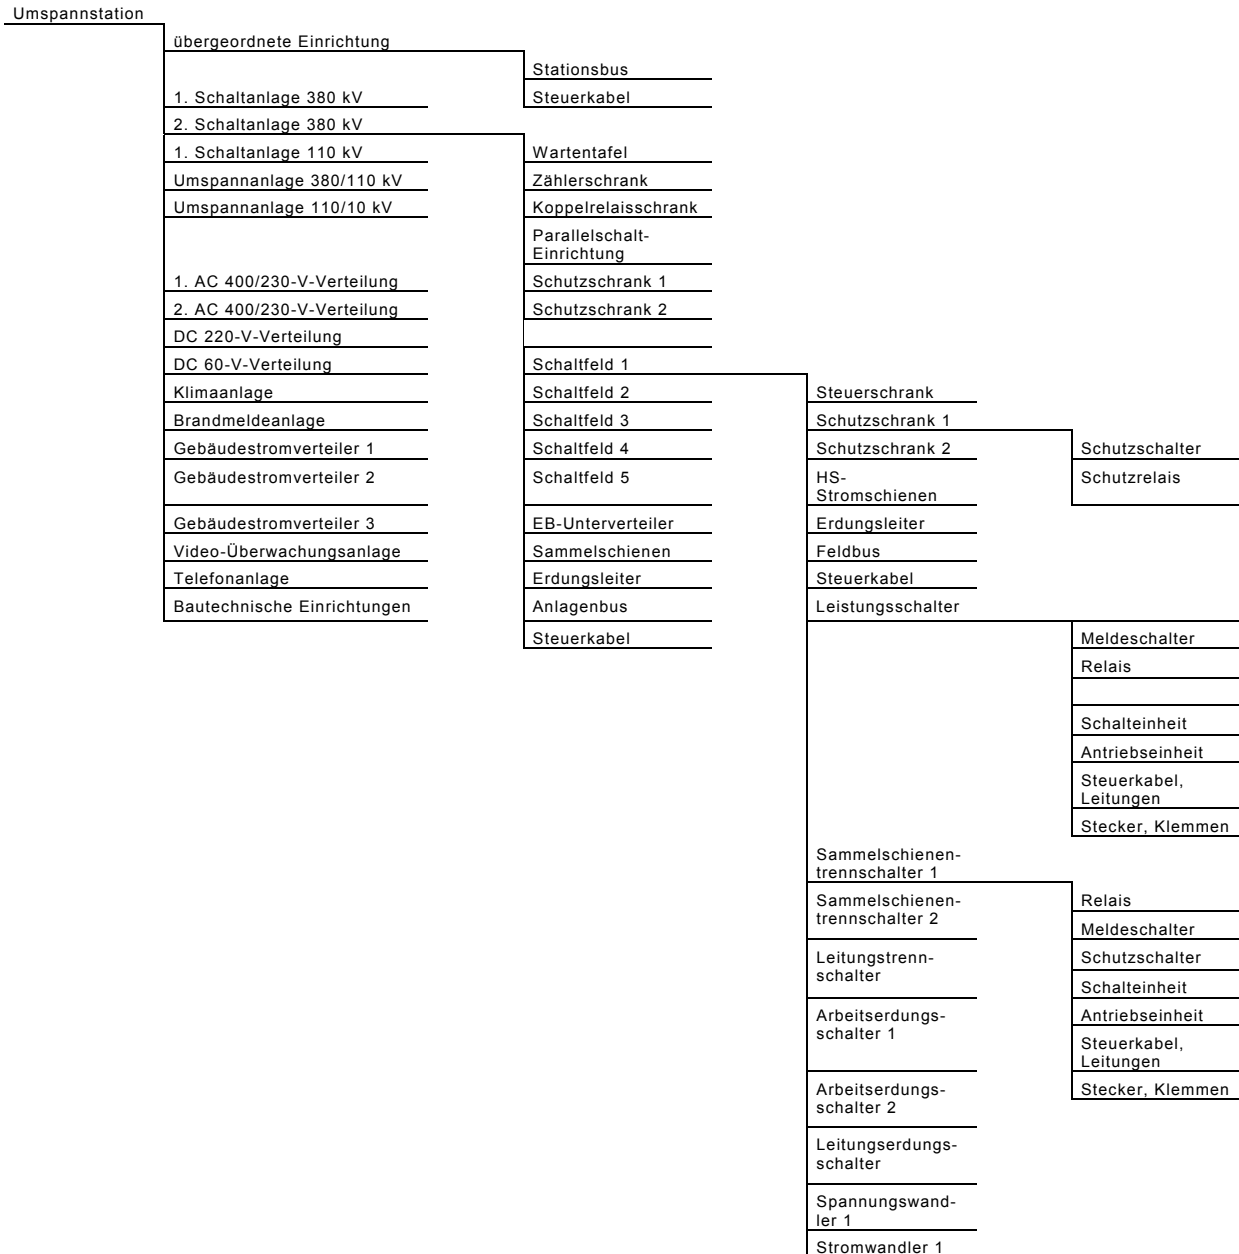 Umspannstation
übergeordnete Einrichtung
Stationsbus
1. Schaltanlage 380 kV
Steuerkabel
2. Schaltanlage 380 kV
1. Schaltanlage 110 kV
Wartentafel
Umspannanlage 380/110 kV
Zählerschrank
Umspannanlage 110/10 kV
Koppelrelaisschrank
Parallelschalt-
Einrichtung
1. AC 400/230-V-Verteilung
Schutzschrank 1
2. AC 400/230-V-Verteilung
Schutzschrank 2
DC 220-V-Verteilung
DC 60-V-Verteilung
Schaltfeld 1
Klimaanlage
Schaltfeld 2
Steuerschrank
Brandmeldeanlage
Schaltfeld 3
Schutzschrank 1
Gebäudestromverteiler 1
Schaltfeld 4
Schutzschrank 2
Schutzschalter
Gebäudestromverteiler 2
Schaltfeld 5
HS-
Stromschienen
Schutzrelais
Gebäudestromverteiler 3
EB-Unterverteiler
Erdungsleiter
Video-Überwachungsanlage
Sammelschienen
Feldbus
Telefonanlage
Erdungsleiter
Steuerkabel
Bautechnische Einrichtungen
Anlagenbus
Leistungsschalter
Steuerkabel
Meldeschalter
Relais
Schalteinheit
Antriebseinheit
Steuerkabel,
Leitungen
Stecker, Klemmen
Sammelschienen-
trennschalter 1
Sammelschienen-
trennschalter 2
Relais
Meldeschalter
Leitungstrenn-
schalter
Schutzschalter
Schalteinheit
Arbeitserdungs-
schalter 1
Antriebseinheit
Steuerkabel,
Leitungen
Arbeitserdungs-
schalter 2
Stecker, Klemmen
Leitungserdungs-
schalter
Spannungswand-
ler 1
Stromwandler 1